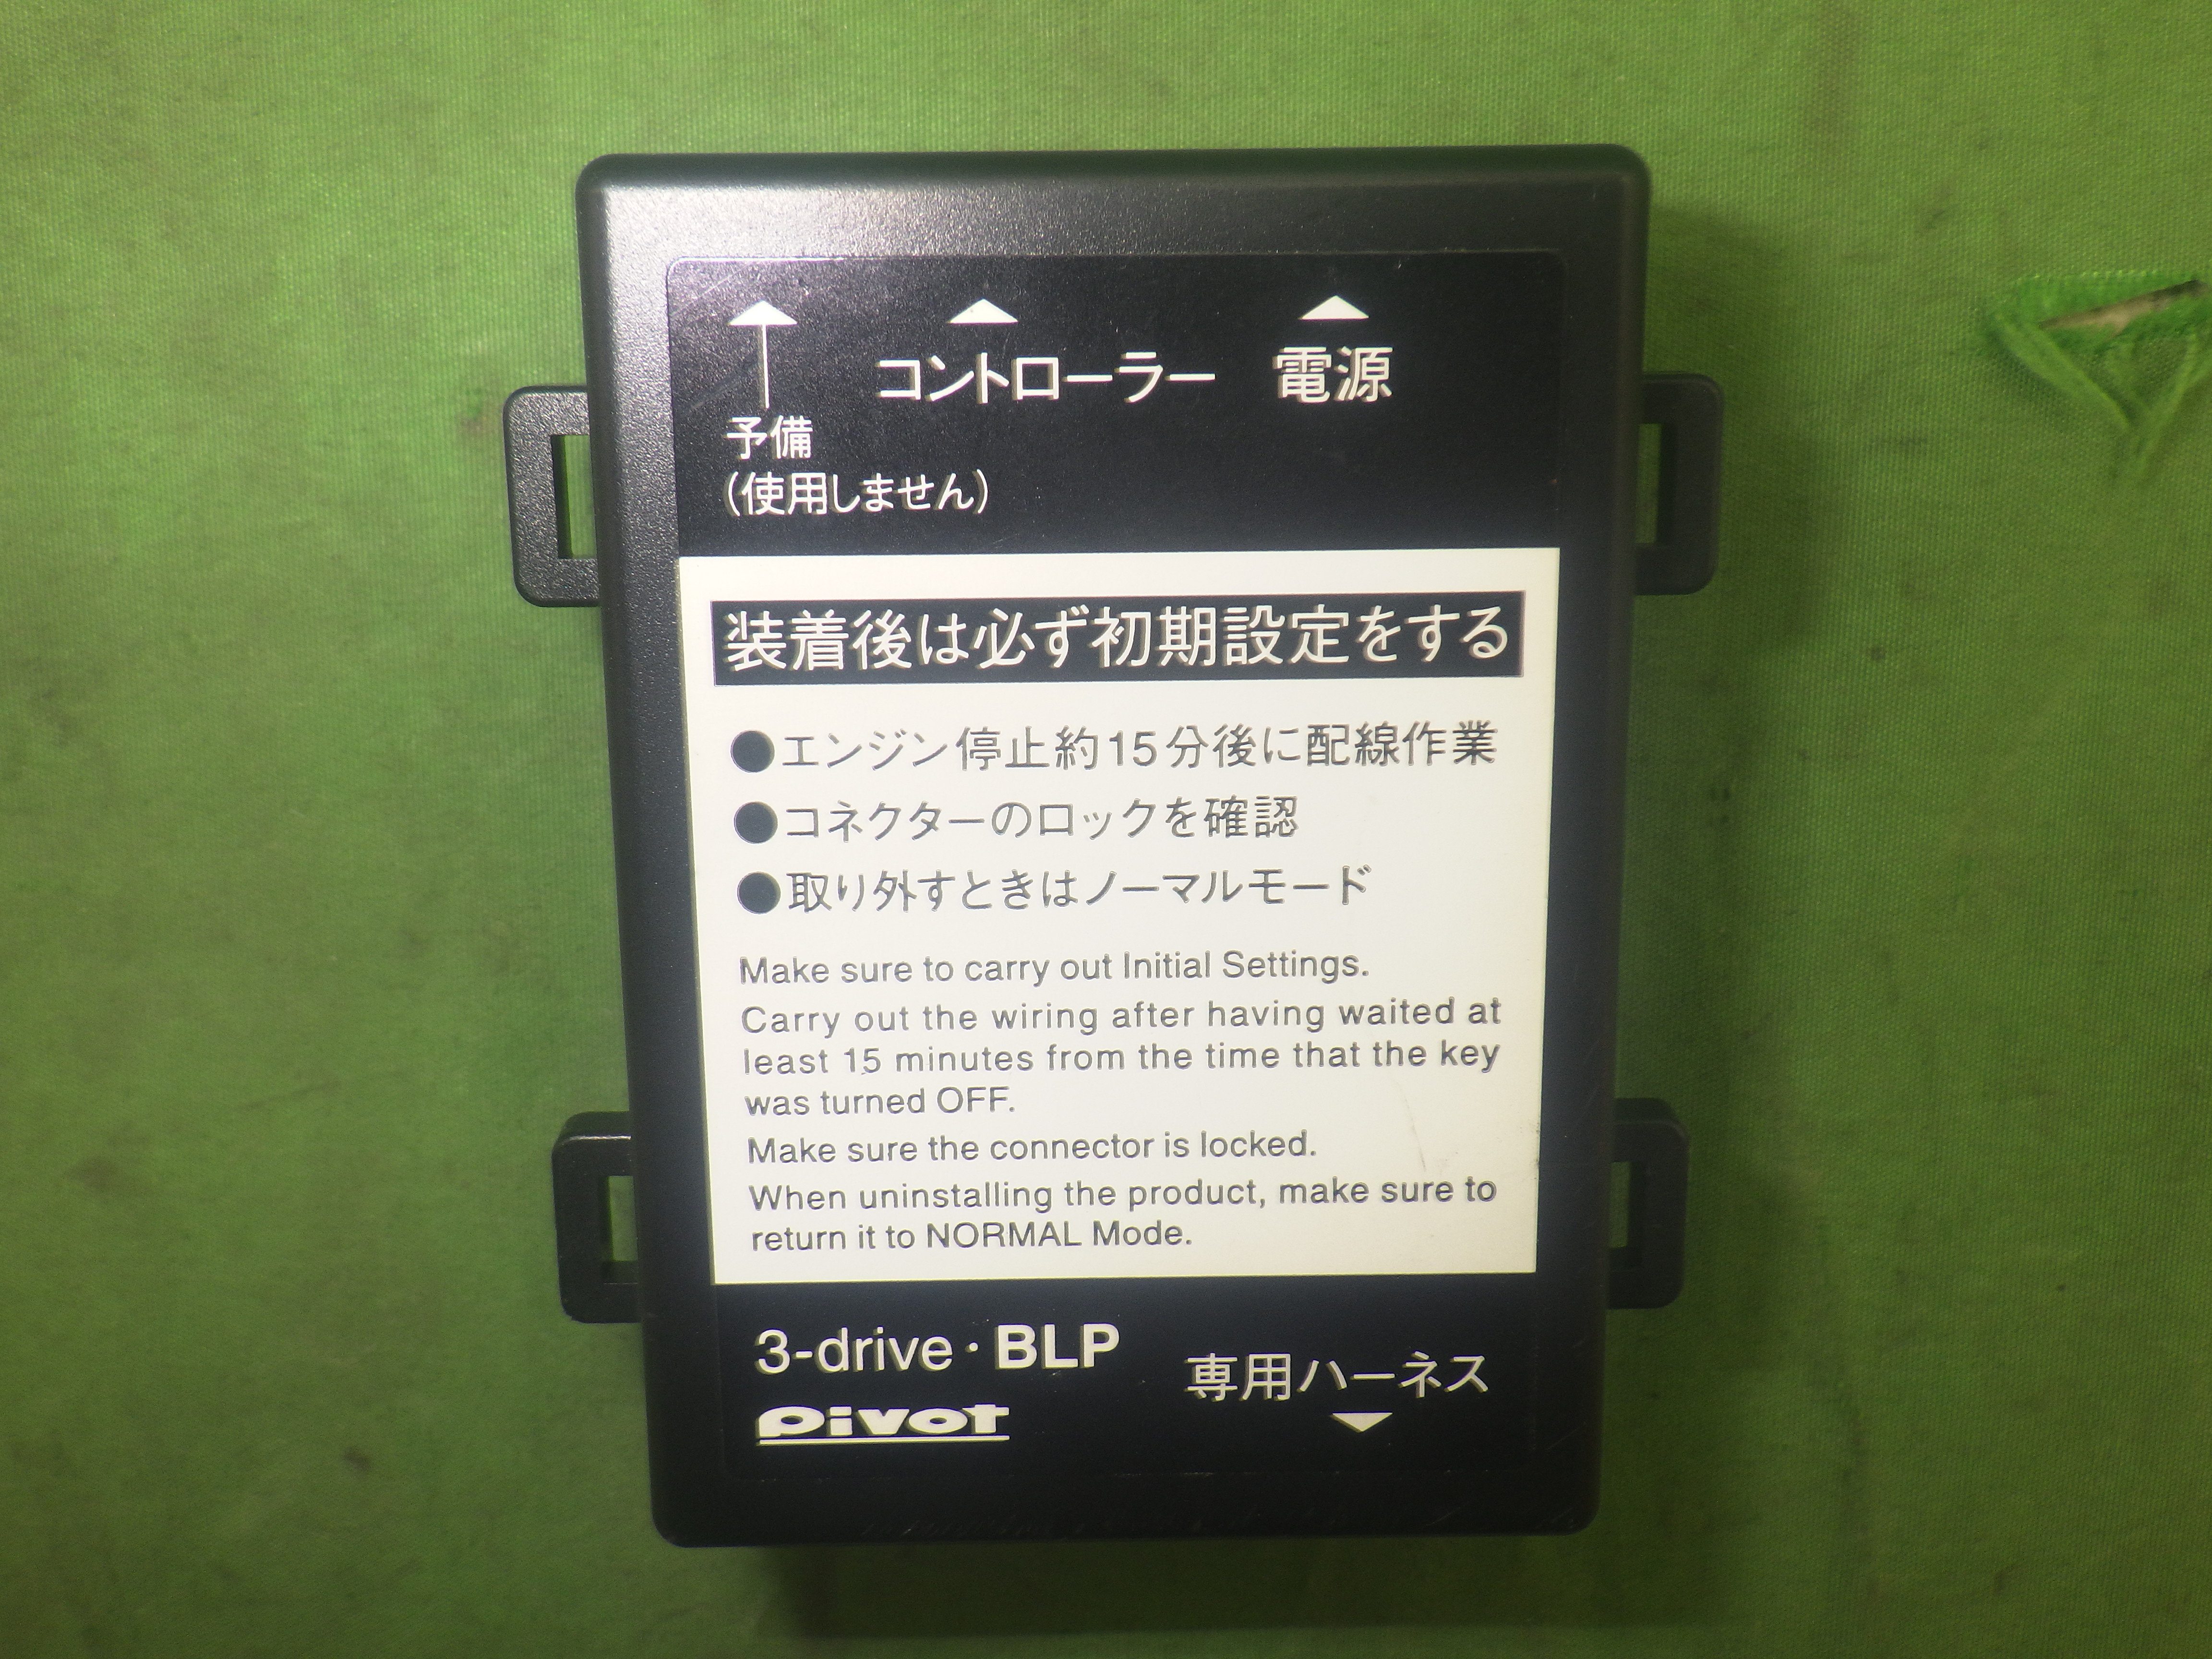 コントローラー 電源
予備
(使用しません)
装着後は必ず初期設定をする
●エンジン停止約15分後に配線作業
●コネクターのロックを確認
●取り外すときはノーマルモード
Make sure to carry out Initial Settings.
Carry out the wiring after having waited at
least 15 minutes from the time that the key
was turned OFF.
Make sure the connector is locked.
When uninstalling the product, make sure to
return it to NORMAL Mode.
3-drive・BLP
専用ハーネス
Pivot